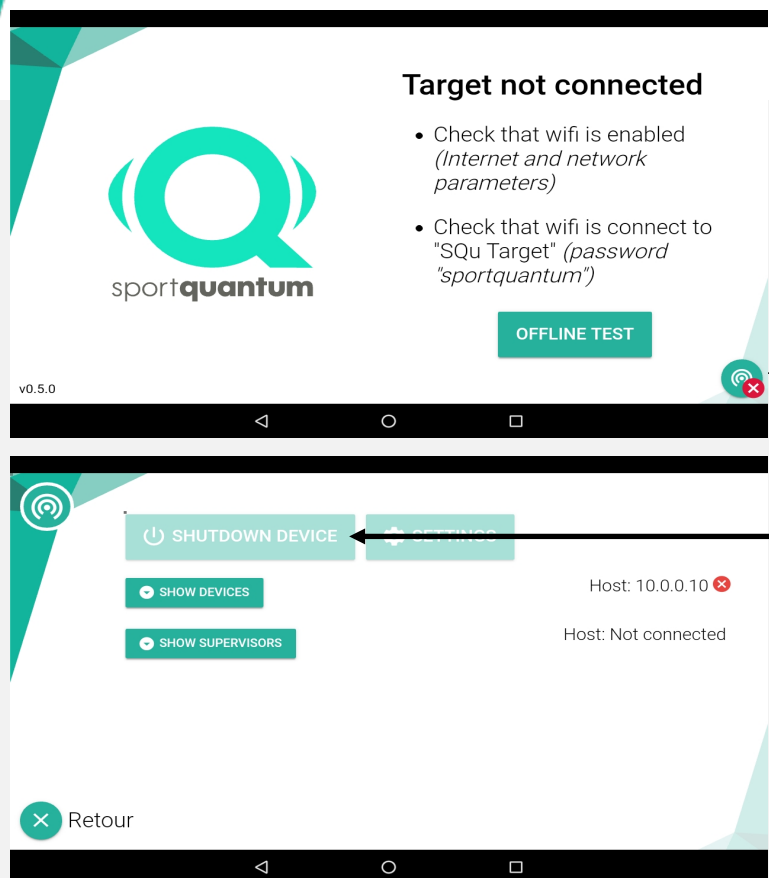 Target not connected
• Check that wifi is enabled
(Internet and network
parameters)
• Check that wifi is connect to
"SQu Target" (password
"sportquantum")
sportquantum
OFFLINE TEST
v0.5.0
SHUTDOWN DEVICE
SETTINGS
SHOW DEVICES
Host: 10.0.0.10
SHOW SUPERVISORS
Host: Not connected
Retour